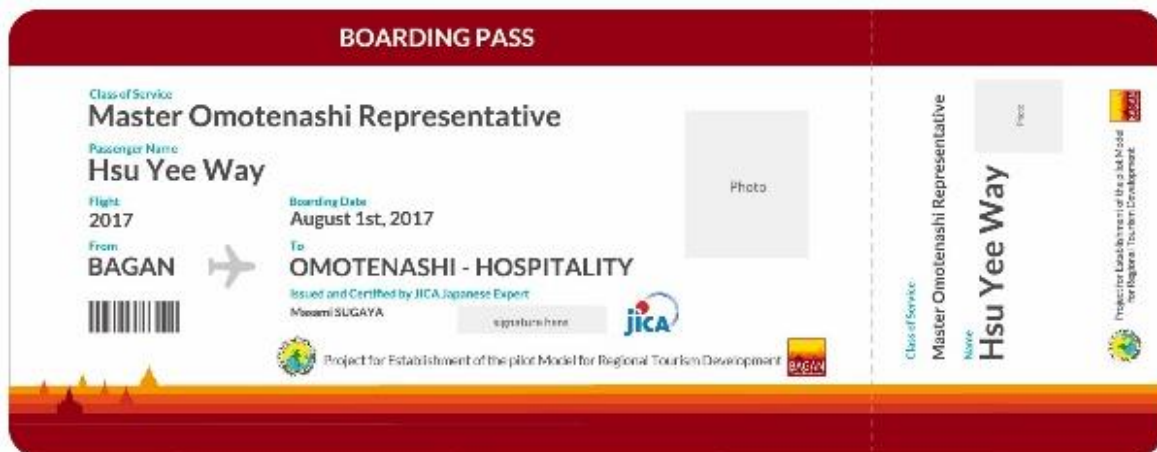 BOARDING PASS
Class of Service
Master Omotenashi Representative
Passenger Name
Hsu Yee Way
Flight
2017
Boarding Date
August 1st, 2017
From
BAGAN
To
OMOTENASHI - HOSPITALITY
Issued and Certified by JICA Japanese Expert
Masami SUGAYA
signature here
JICA
Project for Establishment of the pilot Model for Regional Tourism Development
BAGAN
Photo
Class of Service
Master Omotenashi Representative
Name
Hsu Yee Way
Photo
BAGAN
Project for Establishment of the pilot Model
for Regional Tourism Development